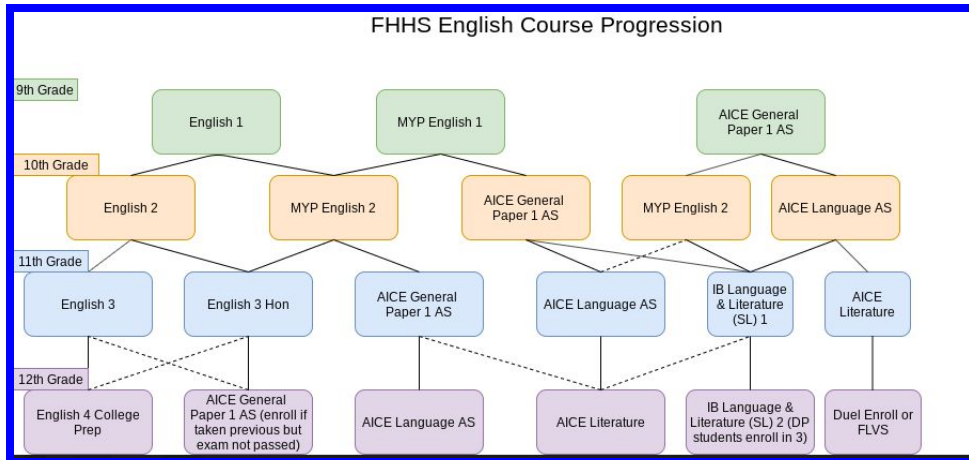 FHHS English Course Progression
9th Grade
English 1
MYP English 1
AICE General
Paper 1 AS
10th Grade
English 2
MYP English 2
AICE General
Paper 1 AS
MYP English 2
AICE Language AS
11th Grade
English 3
English 3 Hon
AICE General
Paper 1 AS
AICE Language AS
IB Language
& Literature
(SL) 1
AICE
Literature
12th Grade
English 4 College
Prep
AICE General
Paper 1 AS (enroll if
taken previous but
exam not passed)
AICE Language AS
AICE Literature
IB Language &
Literature (SL) 2 (DP
students enroll in 3)
Duel Enroll or
FLVS